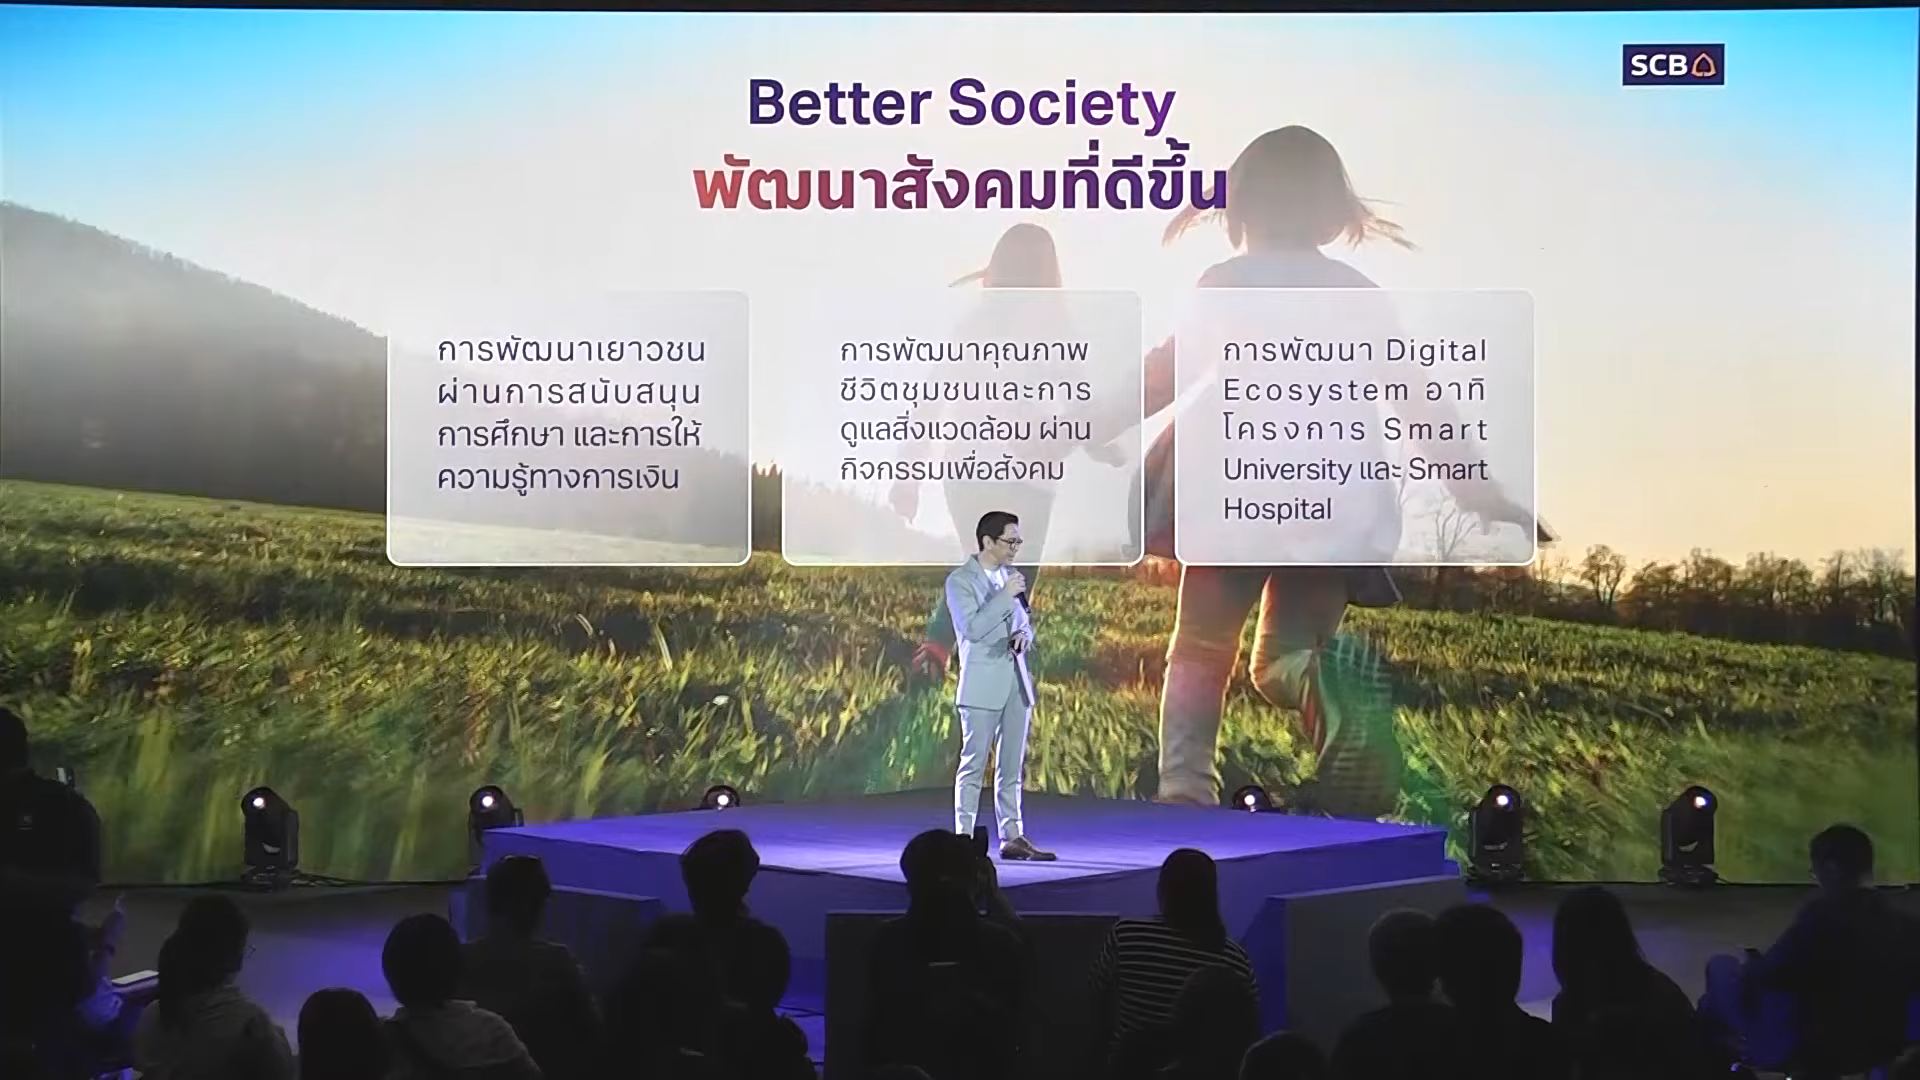 SCB
Better Society
พัฒนาสังคมที่ดีขึ้น
การพัฒนาเยาวชน
ผ่านการสนับสนุน
การศึกษา และการให้
ความรู้ทางการเงิน
การพัฒนาคุณภาพ
ชีวิตชุมชนและการ
ดูแลสิ่งแวดล้อม ผ่าน
กิจกรรมเพื่อสังคม
การพัฒนา Digital
Ecosystem อาทิ
โครงการ Smart
University และ Smart
Hospital